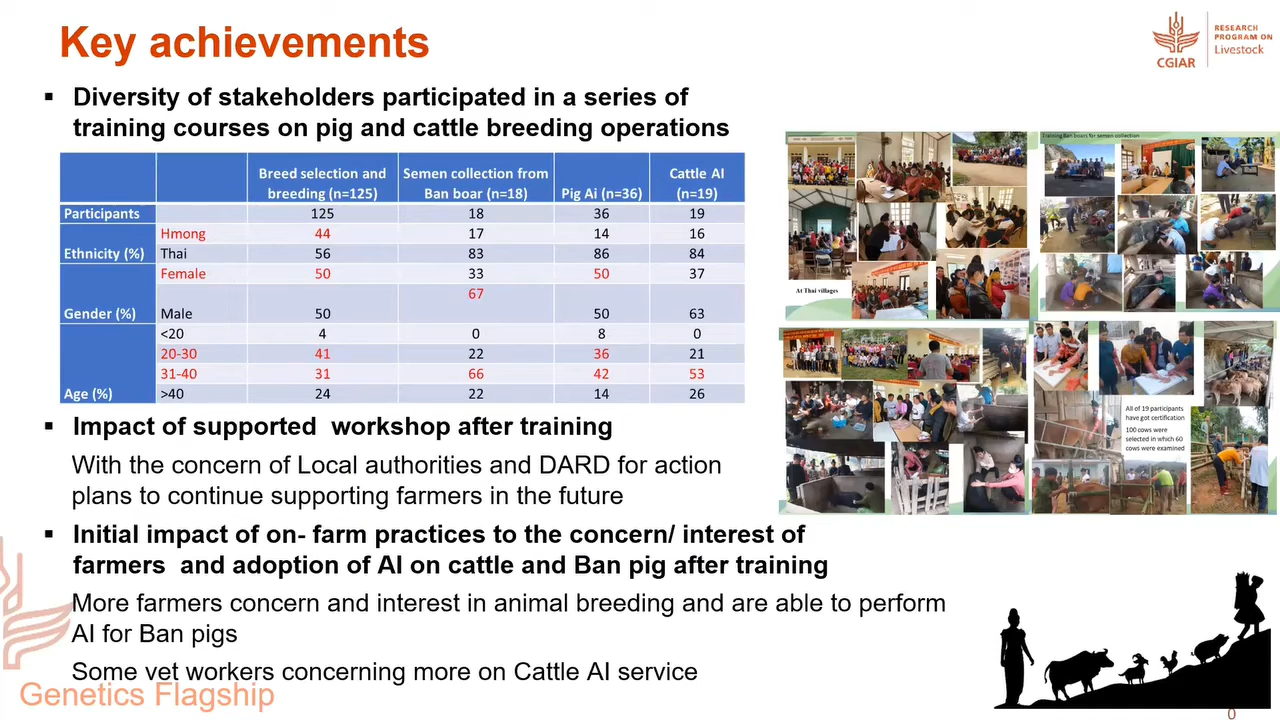 Key achievements
CGIAR
RESEARCH
PROGRAM ON
Livestock
▪ Diversity of stakeholders participated in a series of
training courses on pig and cattle breeding operations
Breed selection and breeding (n=125) Semen collection from Ban boar (n=18) Pig Ai (n=36) Cattle AI (n=19)
Participants 125 18 36 19
Ethnicity (%) Hmong 44 17 14 16
Thai 56 83 86 84
Gender (%) Female 50 33 50 37
67
Male 50 50 63
Age (%) <20 4 0 8 0
20-30 41 22 36 21
31-40 31 66 42 53
>40 24 22 14 26
Training Ban boars for semen collection
At Thai villages
All of 19 participants
have got certification
100 cows were
selected in which 60
cows were examined
▪ Impact of supported workshop after training
With the concern of Local authorities and DARD for action
plans to continue supporting farmers in the future
▪ Initial impact of on- farm practices to the concern/ interest of
farmers and adoption of AI on cattle and Ban pig after training
More farmers concern and interest in animal breeding and are able to perform
AI for Ban pigs
Some vet workers concerning more on Cattle AI service
Genetics Flagship
0